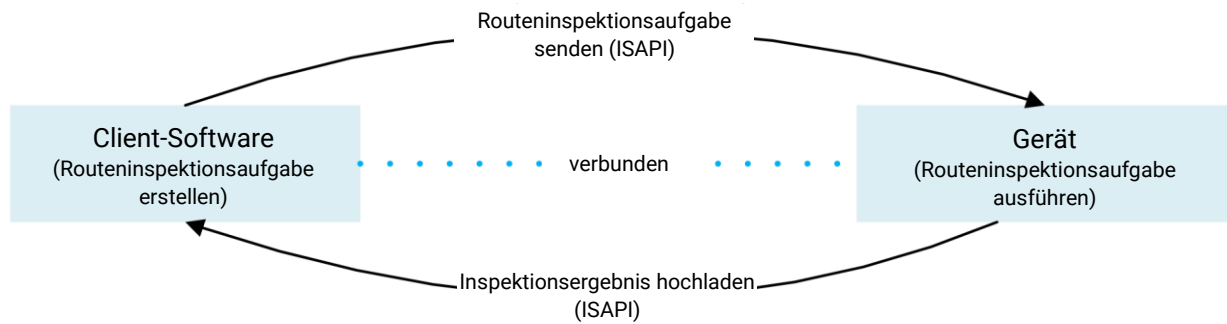 Routeninspektionsaufgabe
senden (ISAPI)
Client-Software
(Routeninspektionsaufgabe
erstellen)
verbunden
Gerät
(Routeninspektionsaufgabe
ausführen)
Inspektionsergebnis hochladen
(ISAPI)